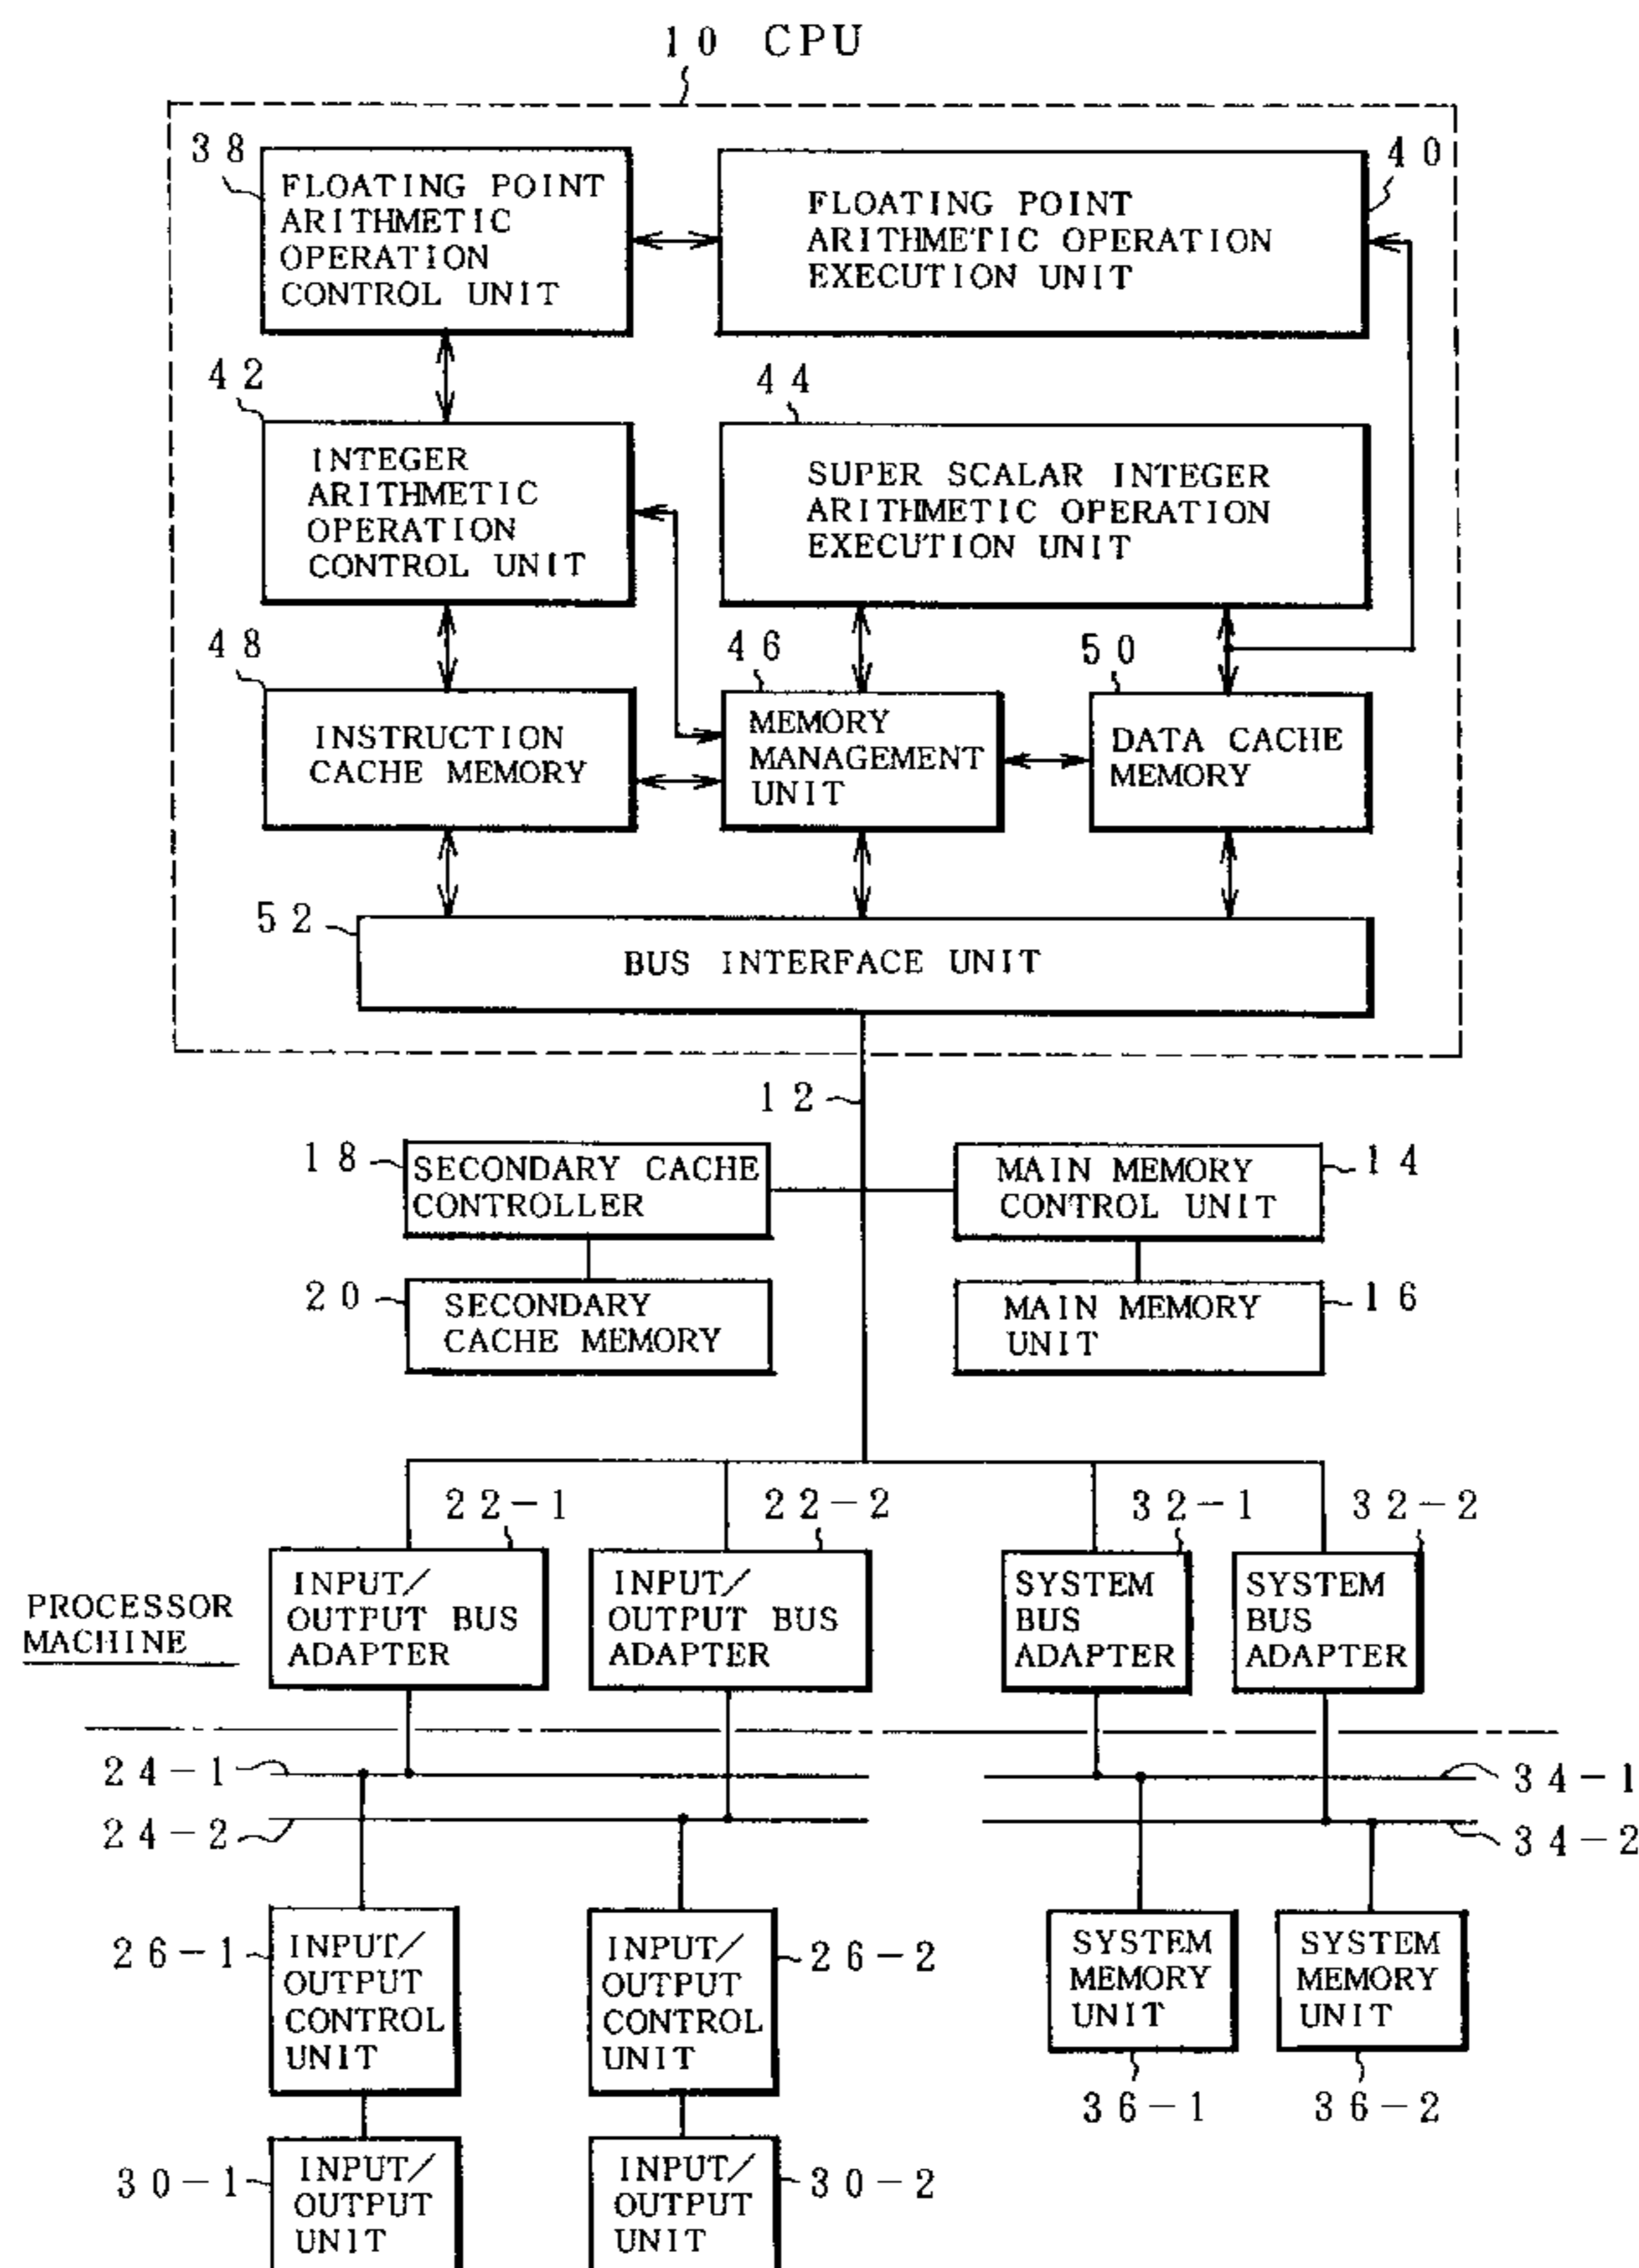 10 CPU
38
FLOATING POINT
ARITHMETIC
OPERATION
CONTROL UNIT
40
FLOATING POINT
ARITHMETIC OPERATION
EXECUTION UNIT
42
INTEGER
ARITHMETIC
OPERATION
CONTROL UNIT
44
SUPER SCALAR INTEGER
ARITHMETIC OPERATION
EXECUTION UNIT
48
INSTRUCTION
CACHE MEMORY
46
MEMORY
MANAGEMENT
UNIT
50
DATA CACHE
MEMORY
52
BUS INTERFACE UNIT
12
18
SECONDARY CACHE
CONTROLLER
MAIN MEMORY
CONTROL UNIT
14
20
SECONDARY
CACHE MEMORY
MAIN MEMORY
UNIT
16
22-1
22-2
32-1
32-2
PROCESSOR
MACHINE
INPUT/
OUTPUT BUS
ADAPTER
INPUT/
OUTPUT BUS
ADAPTER
SYSTEM
BUS
ADAPTER
SYSTEM
BUS
ADAPTER
24-1
34-1
24-2
34-2
26-1
INPUT/
OUTPUT
CONTROL
UNIT
INPUT/
OUTPUT
CONTROL
UNIT
26-2
SYSTEM
MEMORY
UNIT
SYSTEM
MEMORY
UNIT
36-1
36-2
30-1
INPUT/
OUTPUT
UNIT
INPUT/
OUTPUT
UNIT
30-2